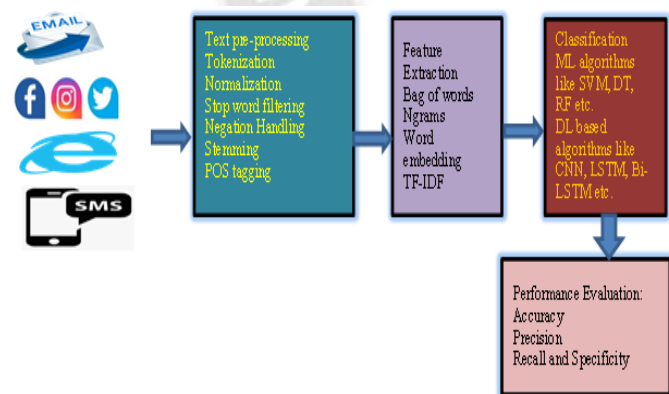 EMAIL
SMS
Text pre-processing
Tokenization
Normalization
Stop word filtering
Negation Handling
Stemming
POS tagging
Feature
Extraction
Bag of words
Ngrams
Word
embedding
TF-IDF
Classification
ML algorithms
like SVM, DT,
RF etc.
DL based
algorithms like
CNN, LSTM, Bi-
LSTM etc.
Performance Evaluation:
Accuracy
Precision
Recall and Specificity